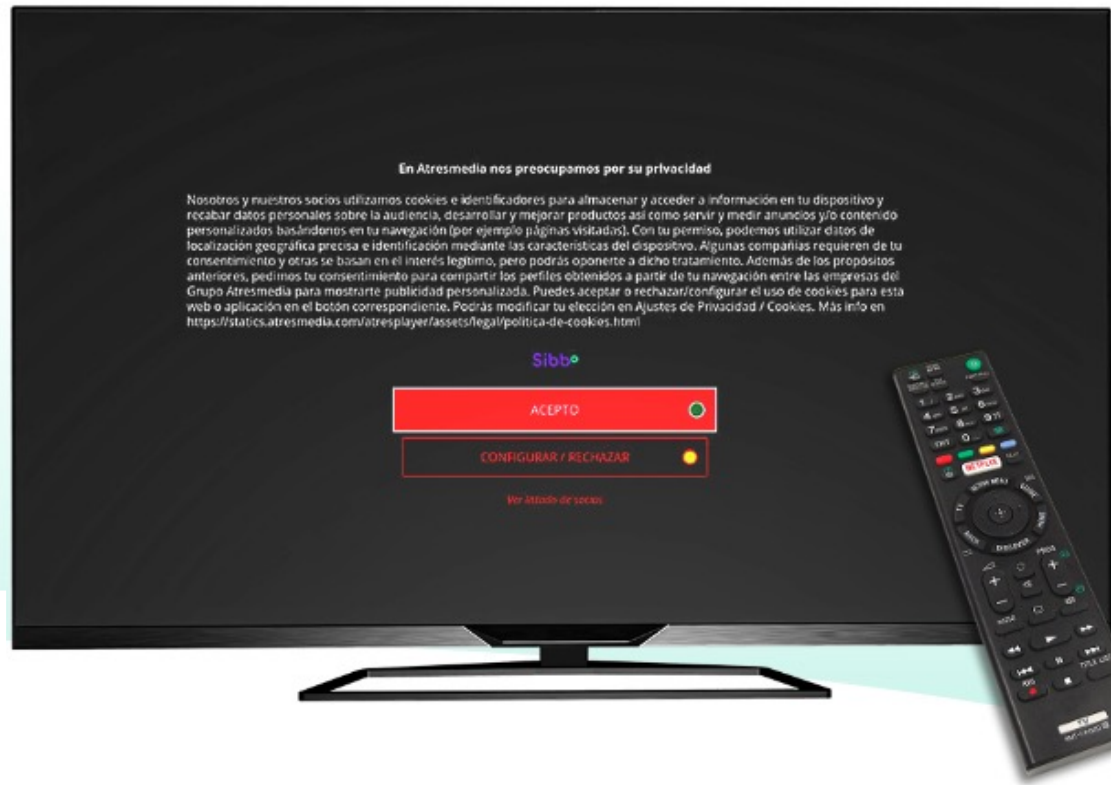 En Atresmedia nos preocupamos por su privacidad
Nosotros y nuestros socios utilizamos cookies e identificadores para almacenar y acceder a información en tu dispositivo y
recabar datos personales sobre la audiencia, desarrollar y mejorar productos así como servir y medir anuncios y/o contenido
personalizados basándonos en tu navegación (por ejemplo páginas visitadas). Con tu permiso, podemos utilizar datos de
localización geográfica precisa e identificación mediante las características del dispositivo. Algunas compañías requieren de tu
consentimiento y otras se basan en el interés legítimo, pero podrás oponerte a dicho tratamiento. Además de los propósitos
anteriores, pedimos tu consentimiento para compartir los perfiles obtenidos a partir de tu navegación entre las empresas del
Grupo Atresmedia para mostrarte publicidad personalizada. Puedes aceptar o rechazar/configurar el uso de cookies para esta
web o aplicación en el botón correspondiente. Podrás modificar tu elección en Ajustes de Privacidad / Cookies. Más info en
https://statics.atresmedia.com/atresplayer/assets/legal/politica-de-cookies.html
Sibbo
ACEPTO
CONFIGURAR / RECHAZAR
Ver listado de socios
NETFLIX
DISCOVER
PROG
TITLE LIST
TV